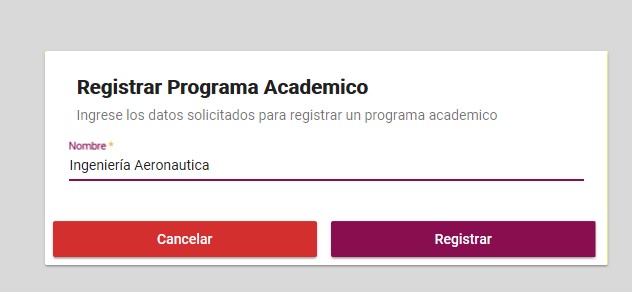 Registrar Programa Academico
Ingrese los datos solicitados para registrar un programa academico
Nombre *
Ingeniería Aeronautica
Cancelar Registrar